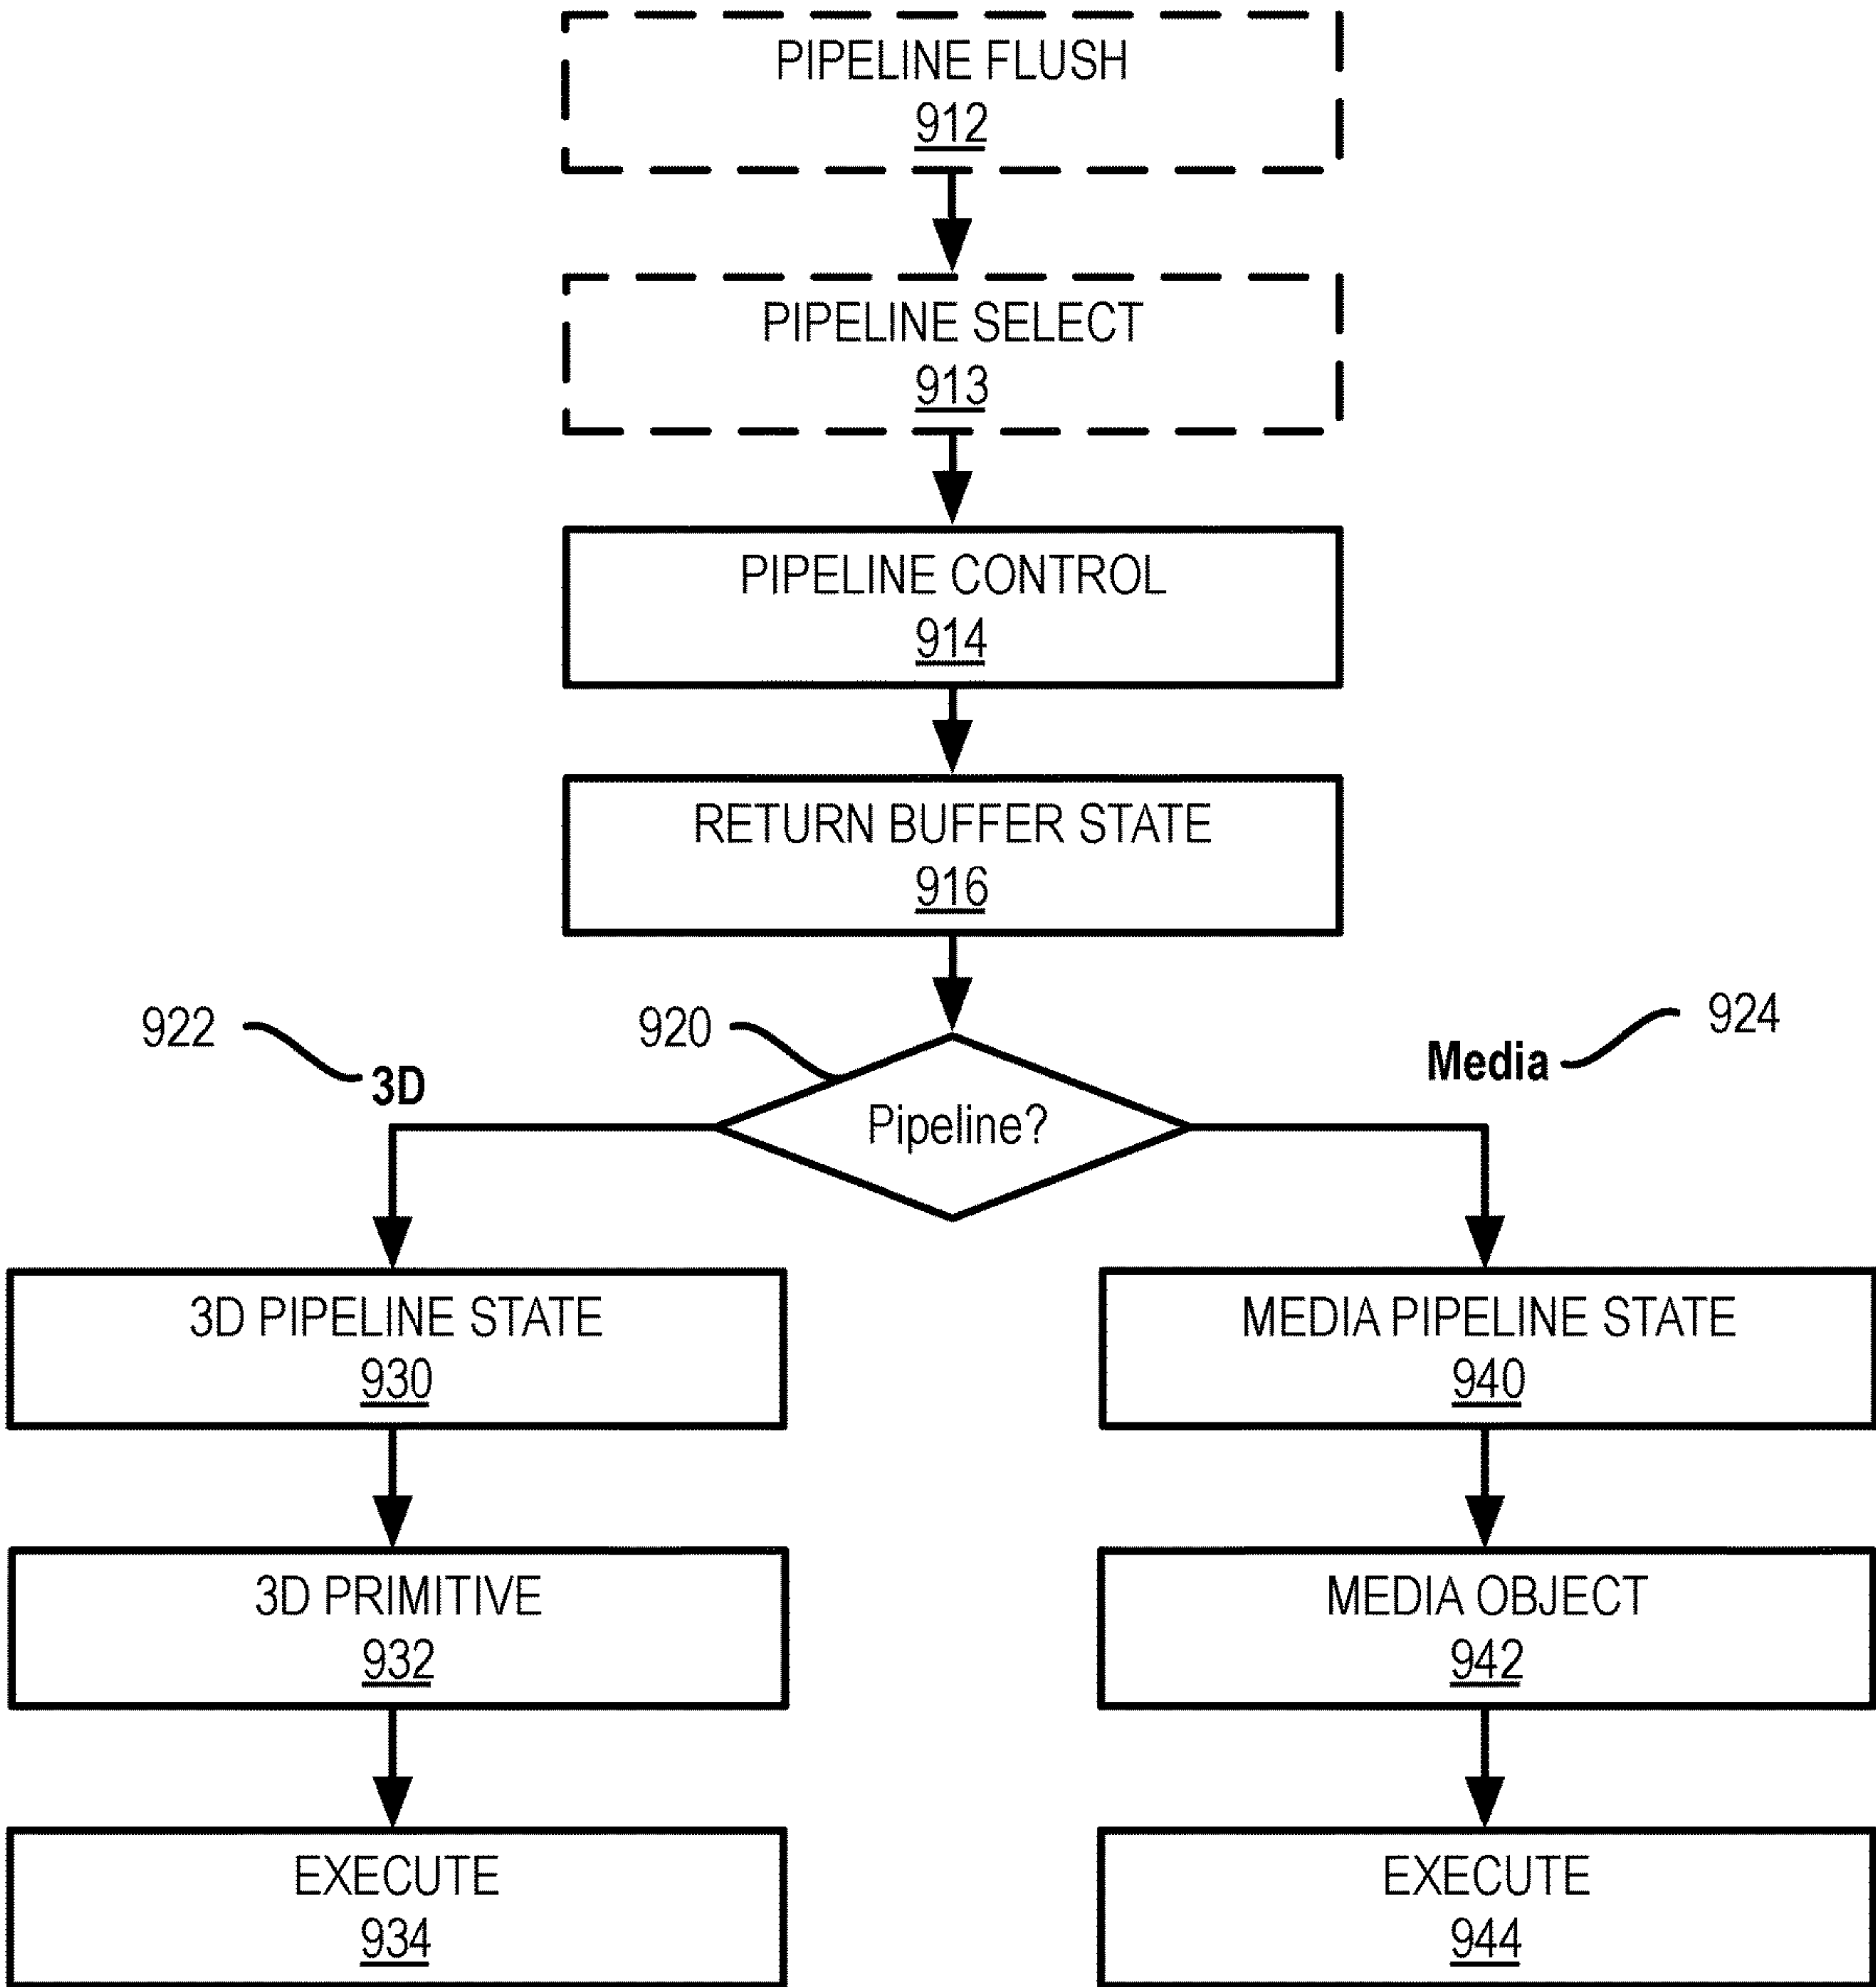 PIPELINE FLUSH
912
PIPELINE SELECT
913
PIPELINE CONTROL
914
RETURN BUFFER STATE
916
922
3D
920
Pipeline?
Media
924
3D PIPELINE STATE
930
MEDIA PIPELINE STATE
940
3D PRIMITIVE
932
MEDIA OBJECT
942
EXECUTE
934
EXECUTE
944